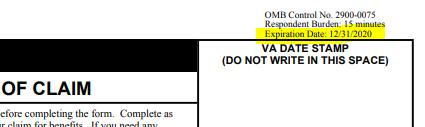 OMB Control No. 2900-0075
Respondent Burden: 15 minutes
Expiration Date: 12/31/2020
VA DATE STAMP
(DO NOT WRITE IN THIS SPACE)
OF CLAIM
before completing the form. Complete as
claim for benefits. If you need any